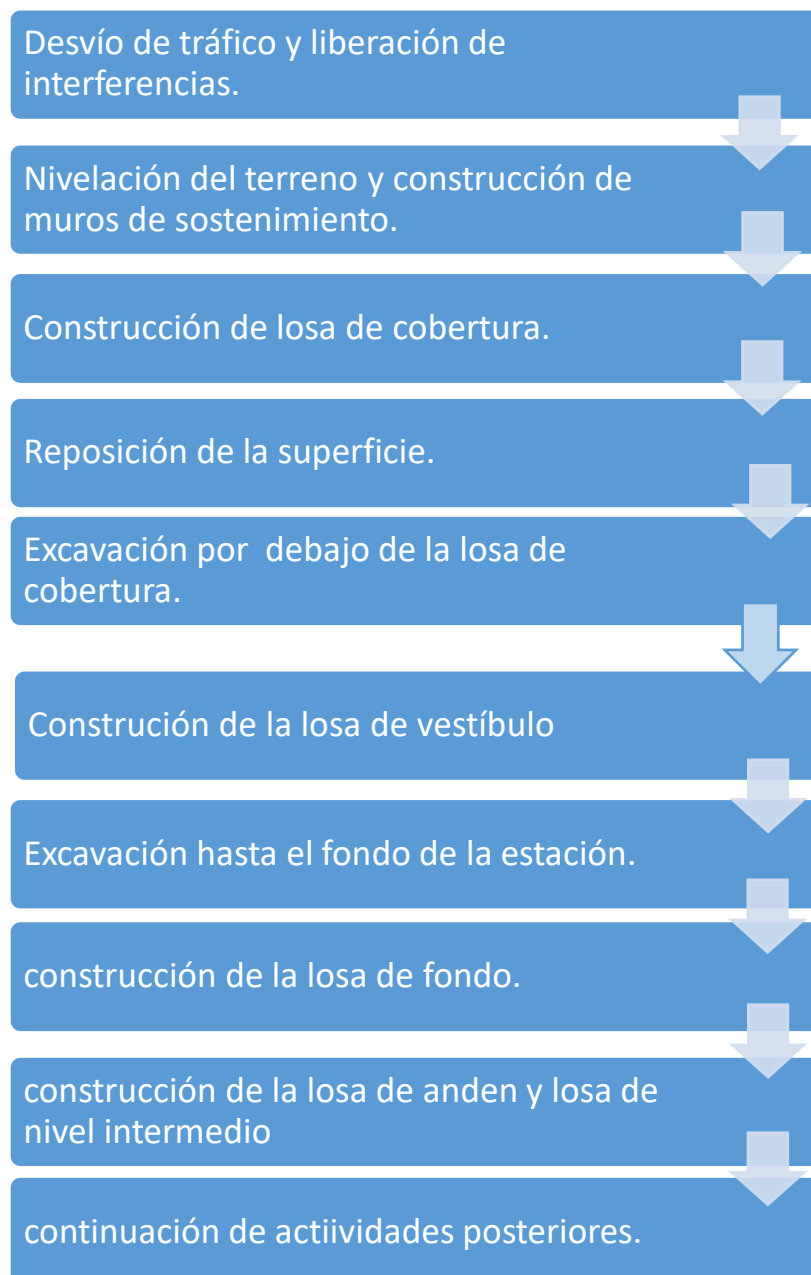 Desvío de tráfico y liberación de
interferencias.
Nivelación del terreno y construcción de
muros de sostenimiento.
Construcción de losa de cobertura.
Reposición de la superficie.
Excavación por  debajo de la losa de
cobertura.
Construción de la losa de vestíbulo
Excavación hasta el fondo de la estación.
construcción de la losa de fondo.
construcción de la losa de anden y losa de
nivel intermedio
continuación de actiividades posteriores.